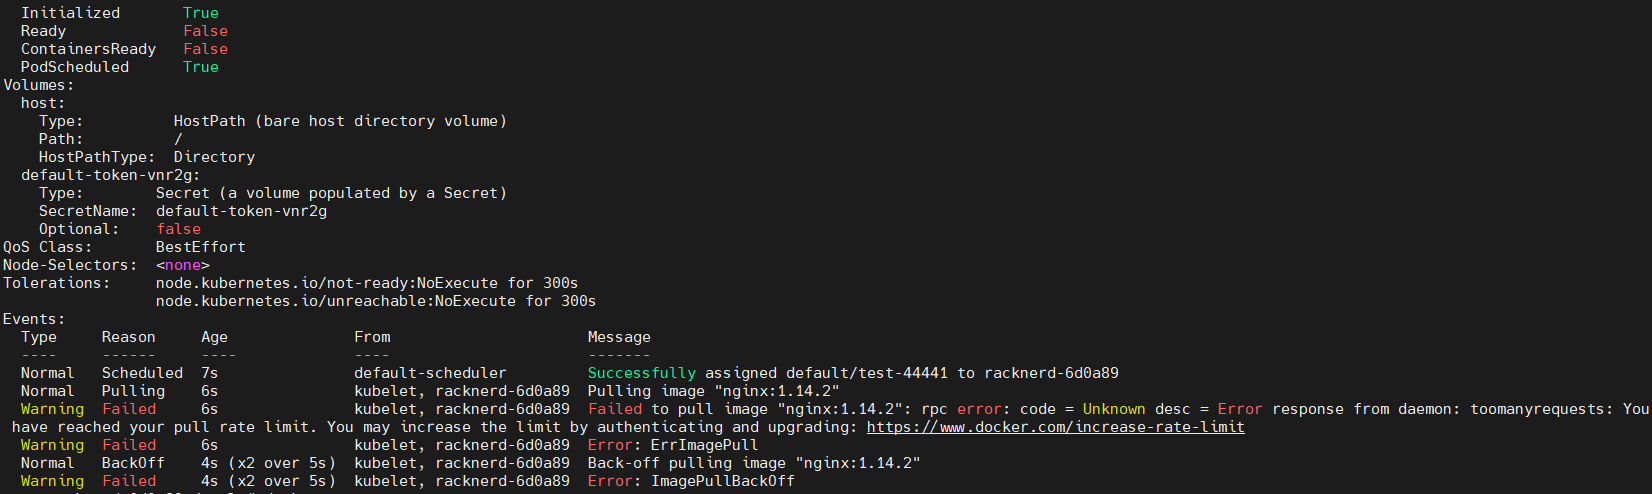 Initialized       True
Ready             False
ContainersReady   False
PodScheduled      True
Volumes:
host:
Type:          HostPath (bare host directory volume)
Path:          /
HostPathType:  Directory
default-token-vnr2g:
Type:        Secret (a volume populated by a Secret)
SecretName:  default-token-vnr2g
Optional:    false
QoS Class:       BestEffort
Node-Selectors:  <none>
Tolerations:     node.kubernetes.io/not-ready:NoExecute for 300s
node.kubernetes.io/unreachable:NoExecute for 300s
Events:
Type     Reason     Age              From                      Message
----     ------     ----             ----                      -------
Normal   Scheduled  7s               default-scheduler         Successfully assigned default/test-44441 to racknerd-6d0a89
Normal   Pulling    6s               kubelet, racknerd-6d0a89  Pulling image "nginx:1.14.2"
Warning  Failed     6s               kubelet, racknerd-6d0a89  Failed to pull image "nginx:1.14.2": rpc error: code = Unknown desc = Error response from daemon: toomanyrequests: You
have reached your pull rate limit. You may increase the limit by authenticating and upgrading: https://www.docker.com/increase-rate-limit
Warning  Failed     6s               kubelet, racknerd-6d0a89  Error: ErrImagePull
Normal   BackOff    4s (x2 over 5s)  kubelet, racknerd-6d0a89  Back-off pulling image "nginx:1.14.2"
Warning  Failed     4s (x2 over 5s)  kubelet, racknerd-6d0a89  Error: ImagePullBackOff